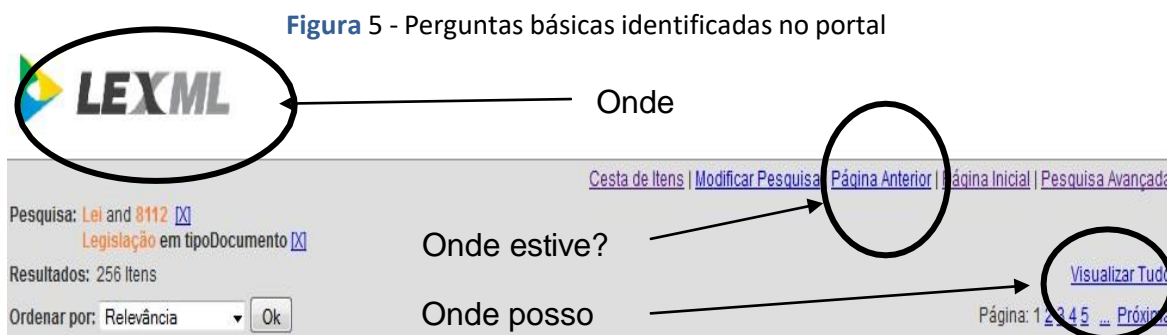 Figura 5 - Perguntas básicas identificadas no portal
LEXML
Onde
Cesta de Itens | Modificar Pesquisa | Página Anterior | Página Inicial | Pesquisa Avançada
Pesquisa: Lei and 8112 [X]
Legislação em tipoDocumento [X]
Onde estive?
Resultados: 256 Itens
Visualizar Tudo
Ordenar por: Relevância Ok
Onde posso
Página: 1 2 3 4 5 ... Próxima